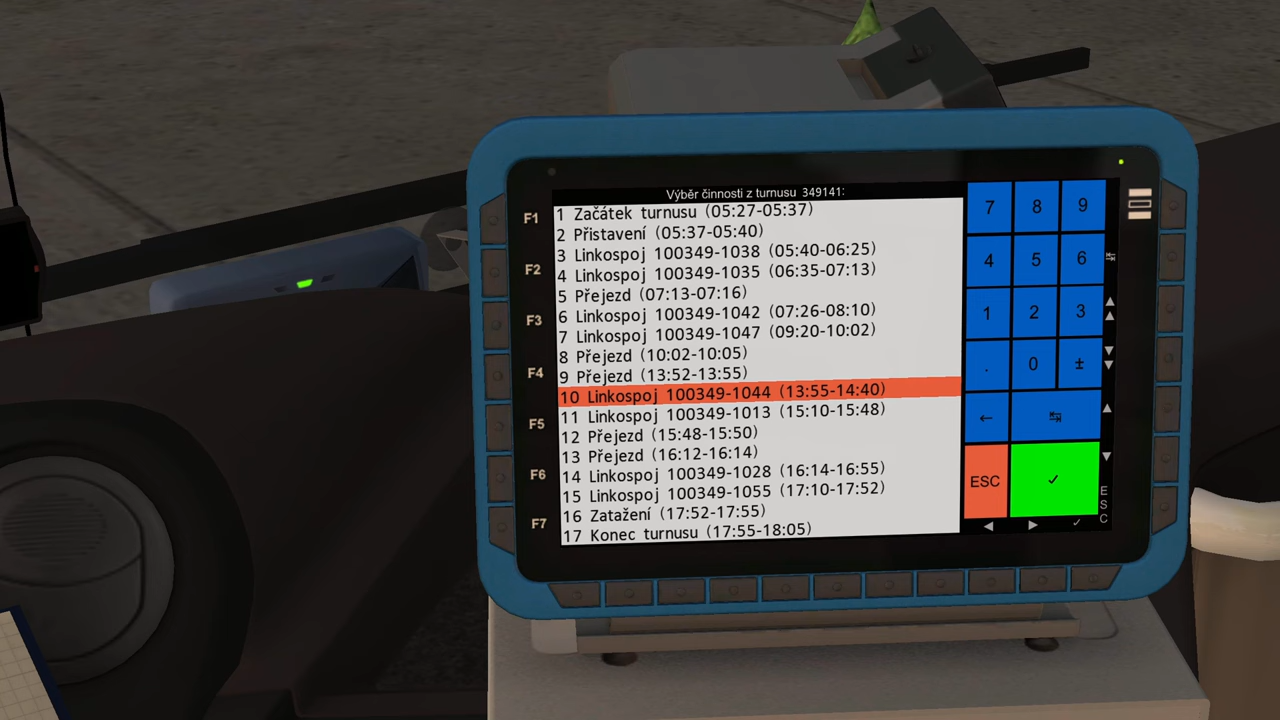 Výběr činnosti z turnusu 349141:
1 Začátek turnusu (05:27-05:37)
2 Přistavení (05:37-05:40)
3 Linkospoj 100349-1038 (05:40-06:25)
4 Linkospoj 100349-1035 (06:35-07:13)
5 Přejezd (07:13-07:16)
6 Linkospoj 100349-1042 (07:26-08:10)
7 Linkospoj 100349-1047 (09:20-10:02)
8 Přejezd (10:02-10:05)
9 Přejezd (13:52-13:55)
10 Linkospoj 100349-1044 (13:55-14:40)
11 Linkospoj 100349-1013 (15:10-15:48)
12 Přejezd (15:48-15:50)
13 Přejezd (16:12-16:14)
14 Linkospoj 100349-1028 (16:14-16:55)
15 Linkospoj 100349-1055 (17:10-17:52)
16 Zatažení (17:52-17:55)
17 Konec turnusu (17:55-18:05)
F1
F2
F3
F4
F5
F6
F7
7 8 9
4 5 6
1 2 3
. 0 ±
← ↹
ESC ✓
ESC